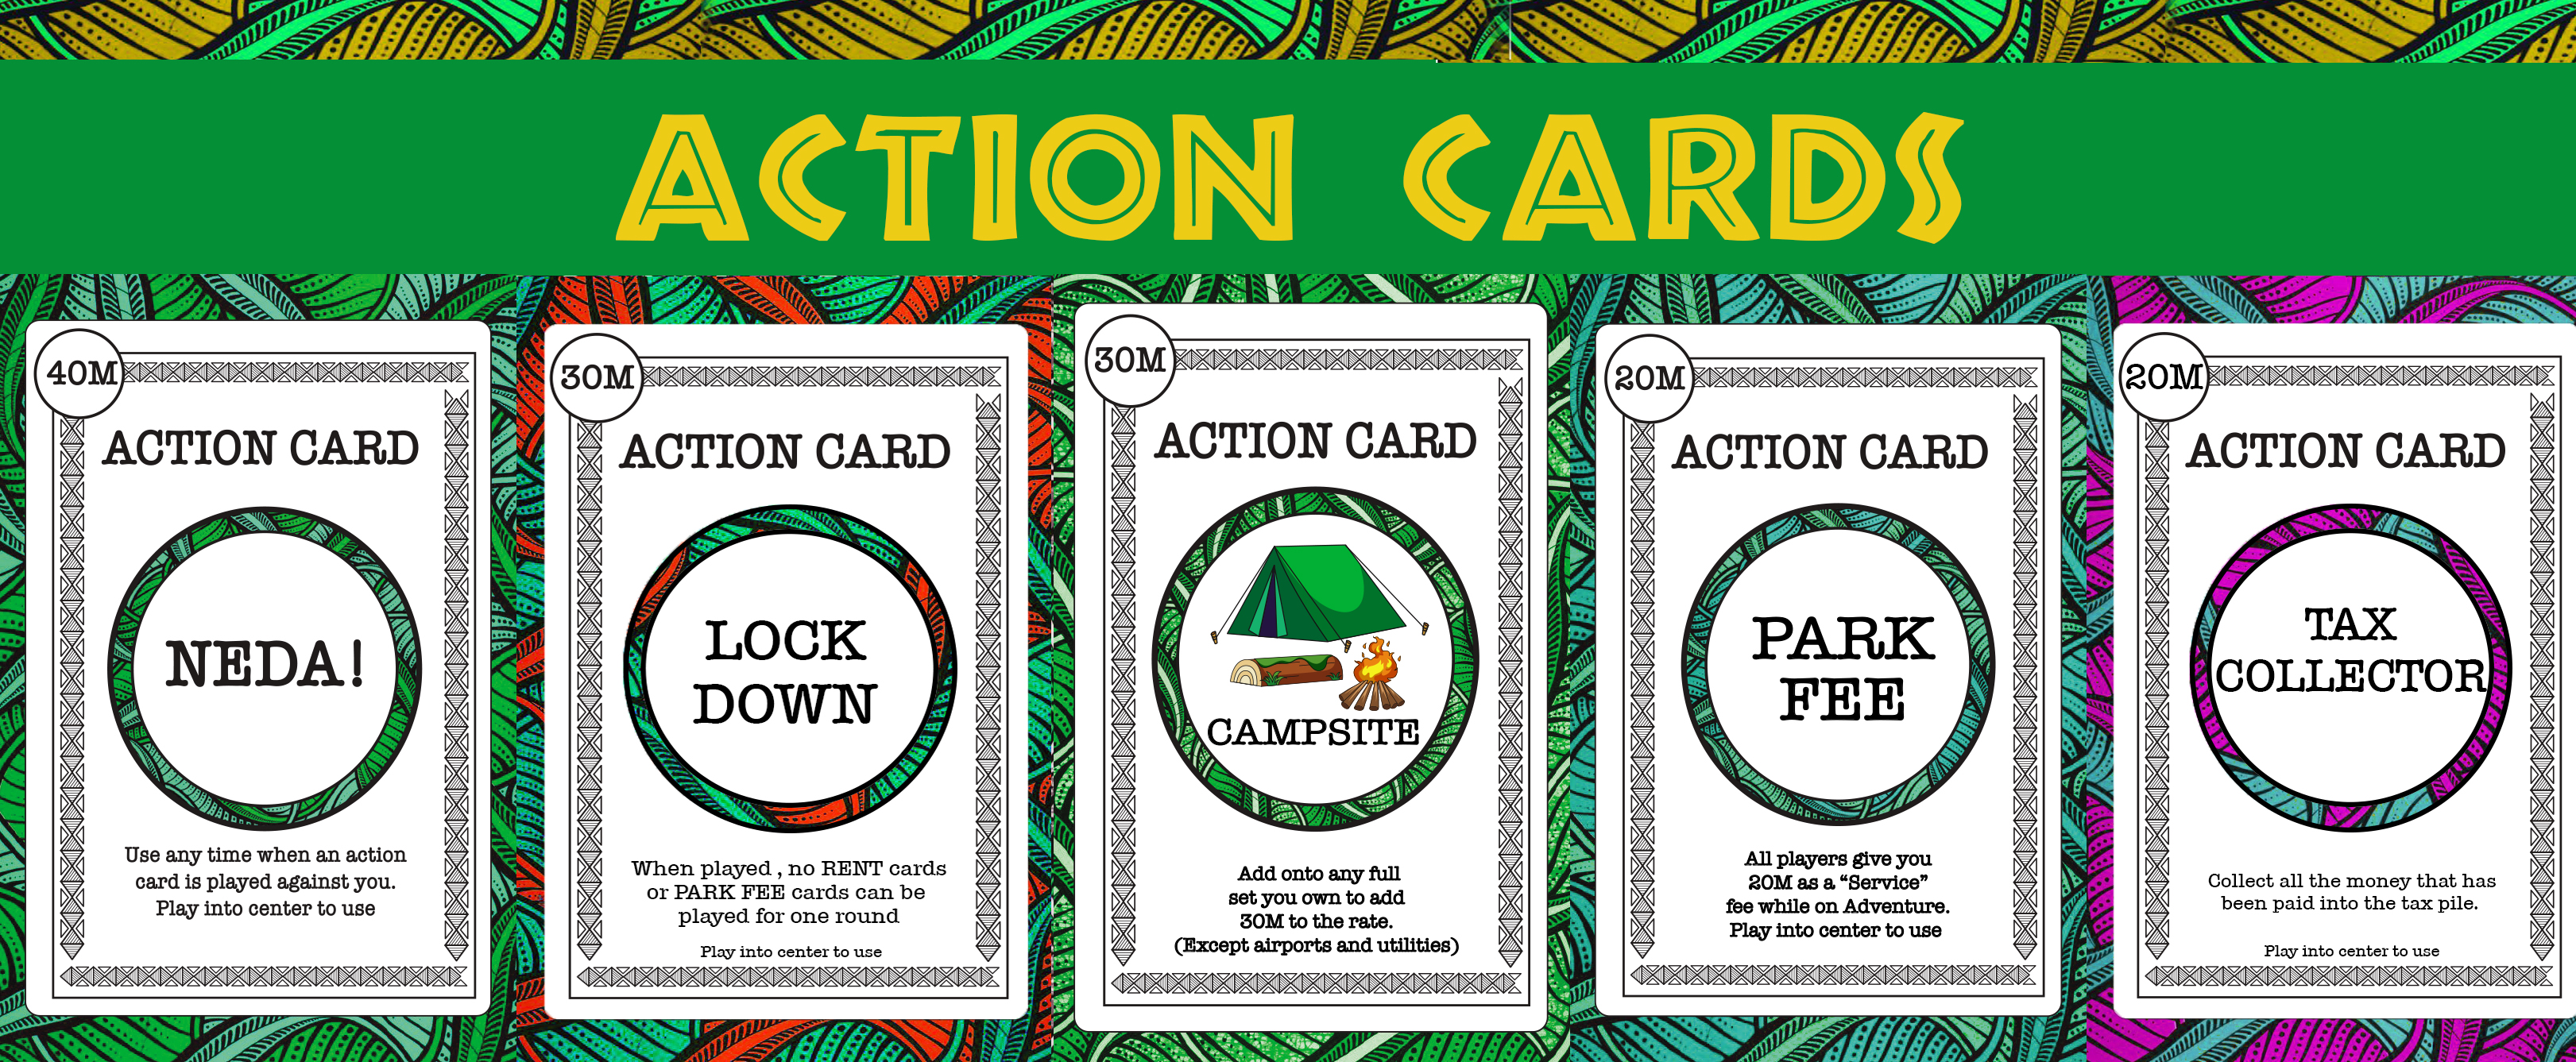 ACTION CARDS
40M
ACTION CARD
NEDA!
Use any time when an action
card is played against you.
Play into center to use
30M
ACTION CARD
LOCK
DOWN
When played , no RENT cards
or PARK FEE cards can be
played for one round
Play into center to use
30M
ACTION CARD
CAMPSITE
Add onto any full
set you own to add
30M to the rate.
(Except airports and utilities)
20M
ACTION CARD
PARK
FEE
All players give you
20M as a “Service”
fee while on Adventure.
Play into center to use
20M
ACTION CARD
TAX
COLLECTOR
Collect all the money that has
been paid into the tax pile.
Play into center to use